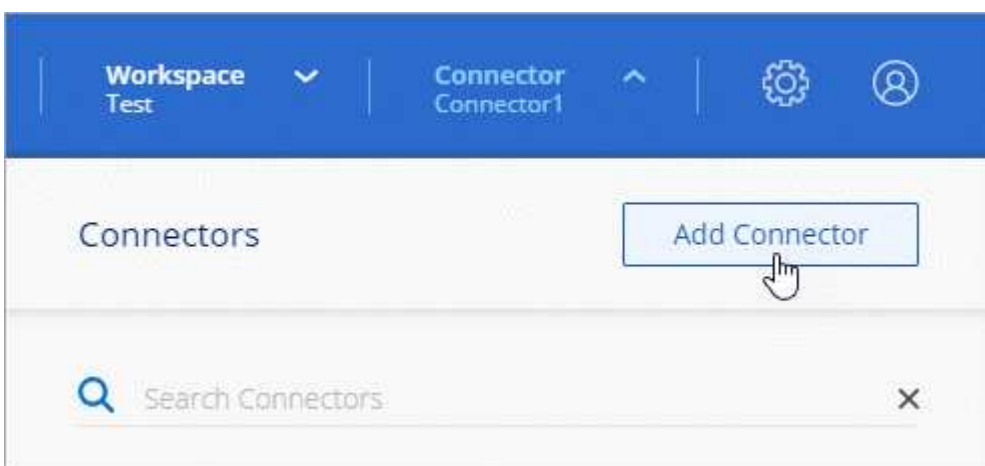 Workspace
Test
Connector
Connector1
Connectors
Add Connector
Search Connectors